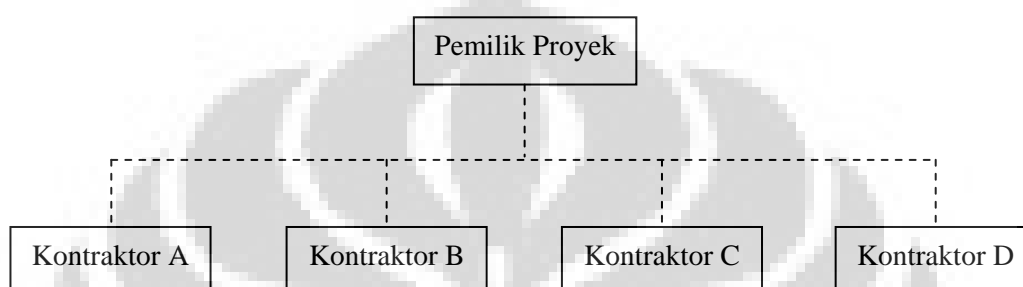 Pemilik Proyek
Kontraktor A
Kontraktor B
Kontraktor C
Kontraktor D